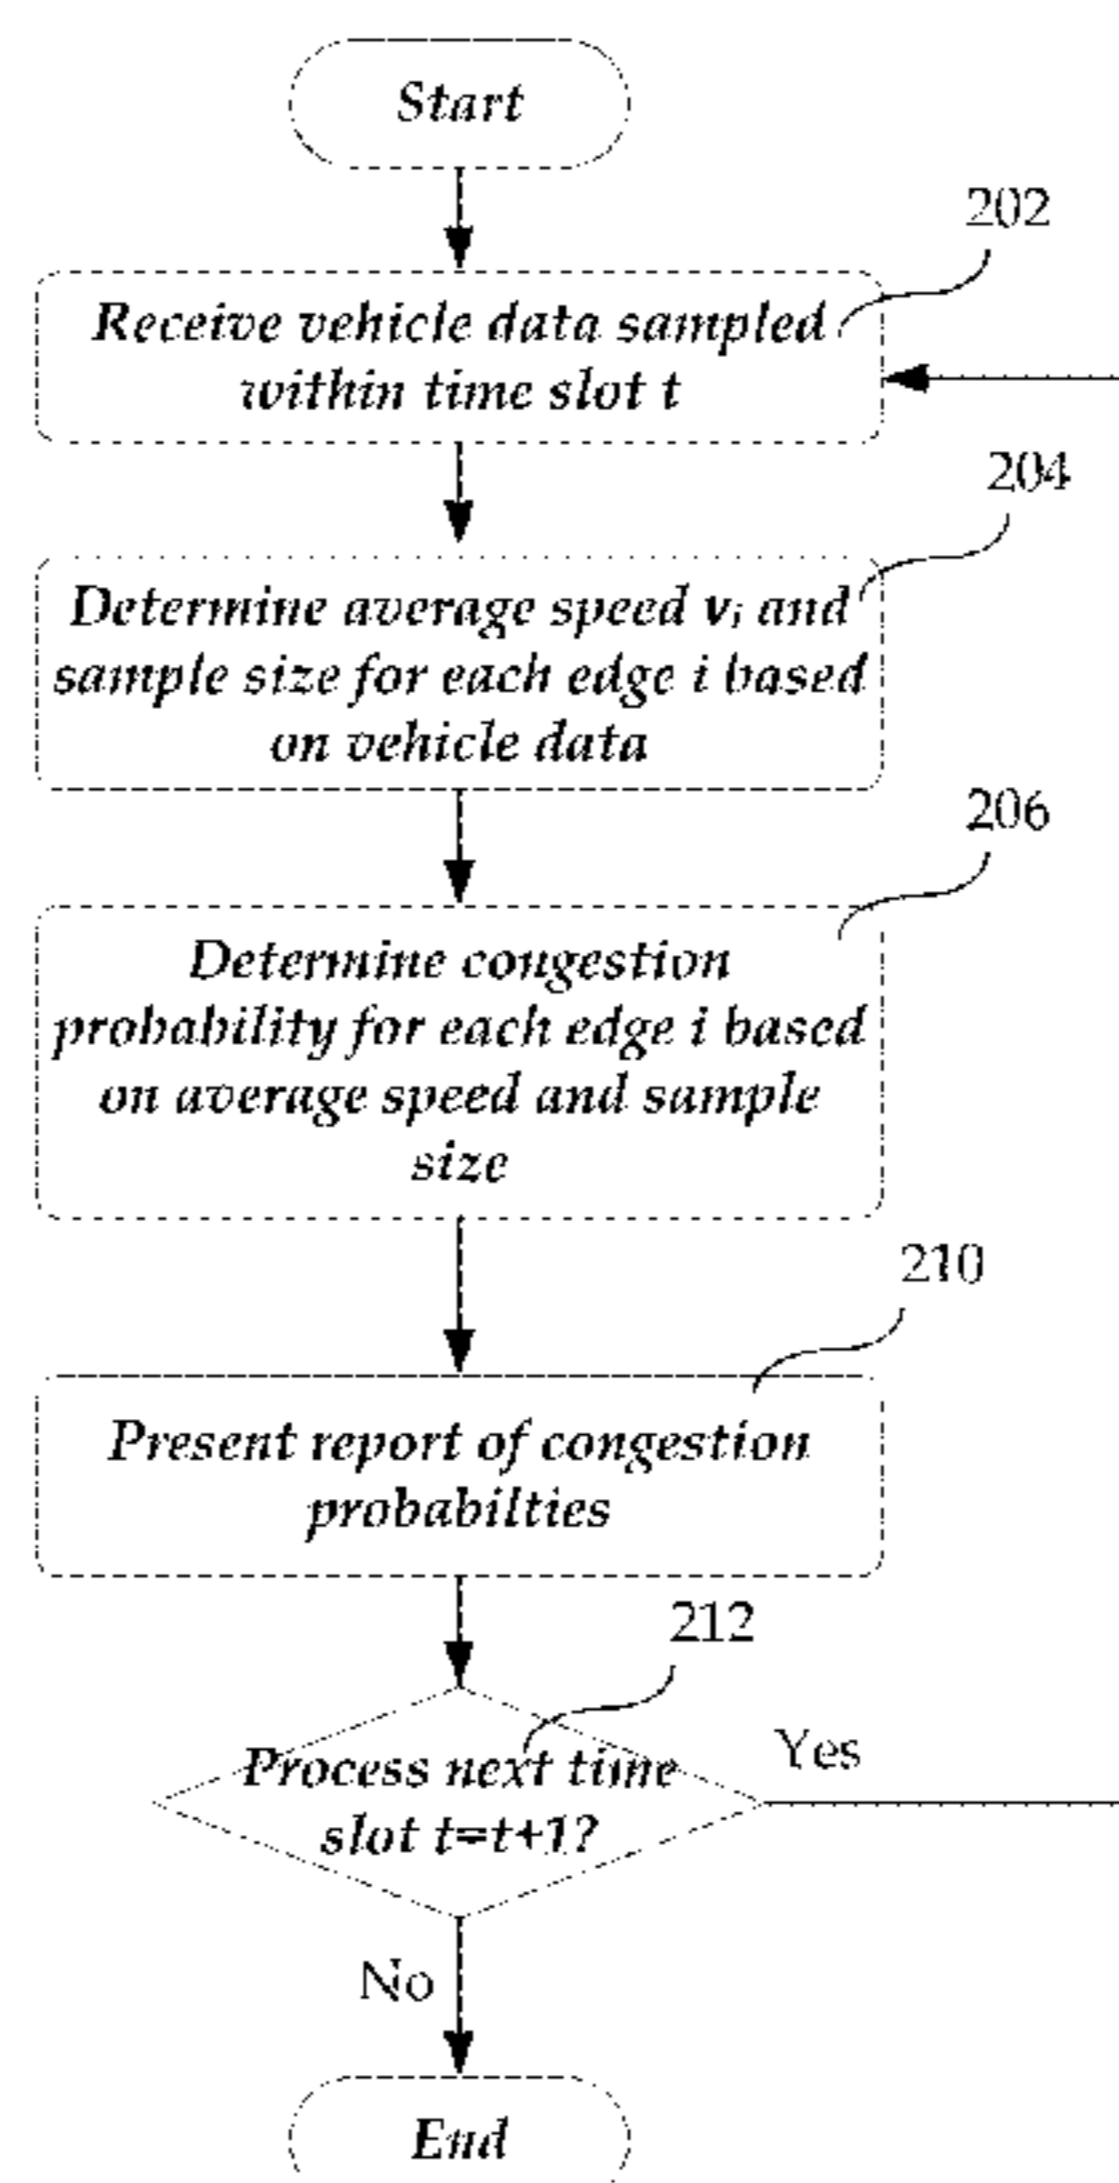 Start
202
Receive vehicle data sampled
within time slot t
204
Determine average speed vᵢ and
sample size for each edge i based
on vehicle data
206
Determine congestion
probability for each edge i based
on average speed and sample
size
210
Present report of congestion
probabilties
212
Process next time
slot t=t+1?
Yes
No
End